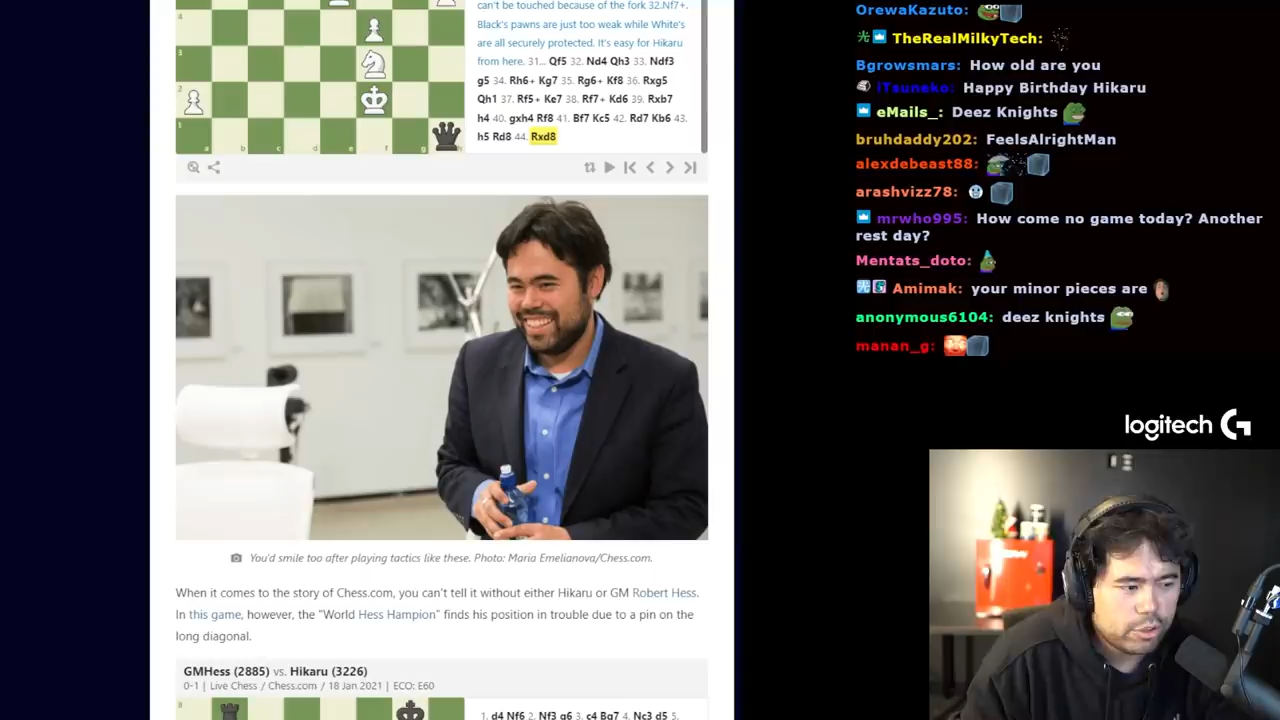 can't be touched because of the fork 32.Nf7+.
Black's pawns are just too weak while White's
are all securely protected. It's easy for Hikaru
from here. 31... Qf5 32. Nd4 Qh3 33. Ndf3
g5 34. Rh6+ Kg7 35. Rg6+ Kf8 36. Rxg5
Qh1 37. Rf5+ Ke7 38. Rf7+ Kd6 39. Rxb7
h4 40. gxh4 Rf8 41. Bf7 Kc5 42. Rd7 Kb6 43.
h5 Rd8 44. Rxd8
4
3
2
1
a b c d e f g h
You'd smile too after playing tactics like these. Photo: Maria Emelianova/Chess.com.
When it comes to the story of Chess.com, you can't tell it without either Hikaru or GM Robert Hess.
In this game, however, the "World Hess Hampion" finds his position in trouble due to a pin on the
long diagonal.
GMHess (2885) vs. Hikaru (3226)
0-1 | Live Chess / Chess.com / 18 Jan 2021 | ECO: E60
8
1. d4 Nf6 2. Nf3 g6 3. c4 Bg7 4. Nc3 d5 5.
OrewaKazuto:
TheRealMilkyTech:
Bgrowsmars: How old are you
iTsunako: Happy Birthday Hikaru
eMails_: Deez Knights
bruhdaddy202: FeelsAlrightMan
alexdebeast88:
arashvizz78:
mrwho995: How come no game today? Another
rest day?
Mentats_doto:
Amimak: your minor pieces are
anonymous6104: deez knights
manan_g:
logitech G